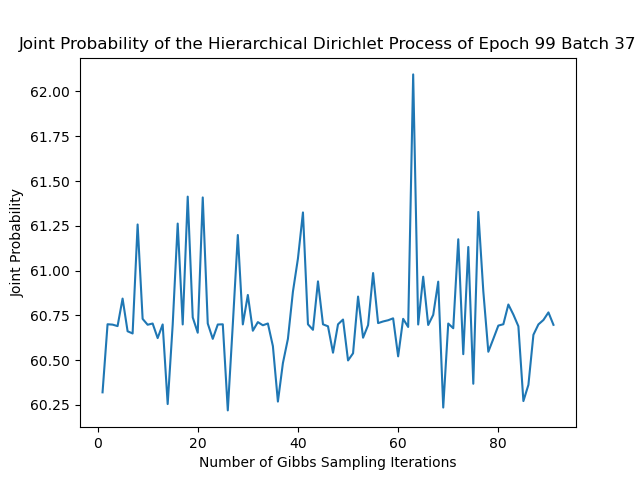 Joint Probability of the Hierarchical Dirichlet Process of Epoch 99 Batch 37
62.00
61.75
61.50
61.25
61.00
60.75
60.50
60.25
Joint Probability
0 20 40 60 80
Number of Gibbs Sampling Iterations